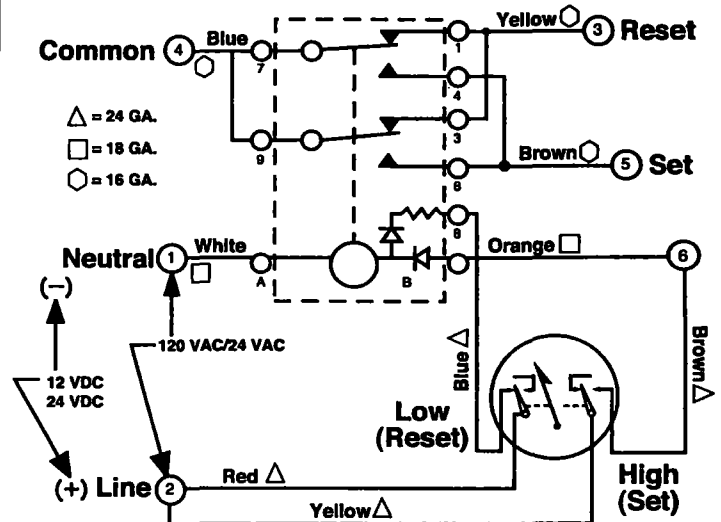 Common 4 Blue 7
1 Yellow 3 Reset
4
= 24 GA.
= 18 GA.
= 16 GA.
9
3
6
Brown 5 Set
8
Neutral 1 White A
B Orange 6
(–)
120 VAC/24 VAC
12 VDC
24 VDC
Blue
Brown
Low
(Reset)
High
(Set)
(+) Line 2 Red
Yellow